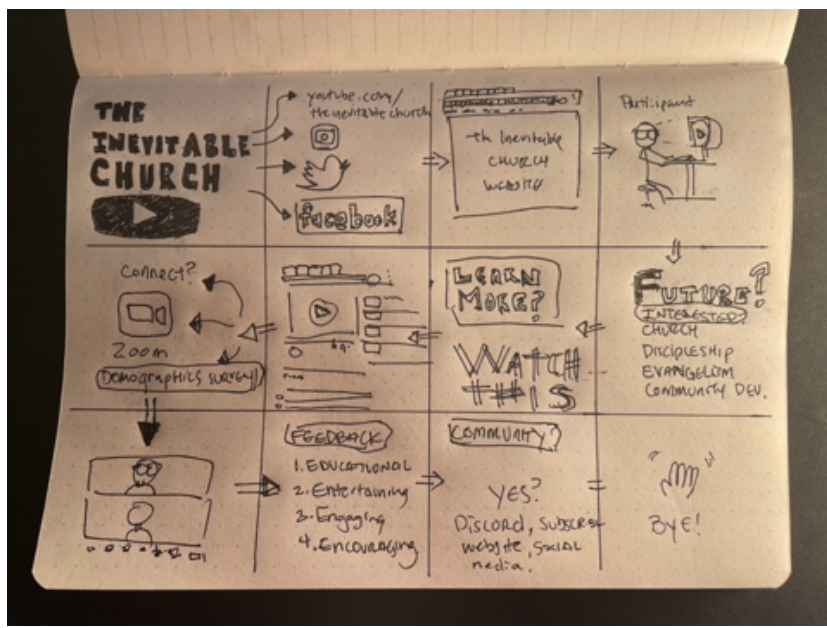 THE
INEVITABLE
CHURCH
youtube.com/
theinevitablechurch
facebook
the Inevitable
CHURCH
WEBSITE
Participant
FUTURE?
INTERESTED?
CHURCH
DISCIPLESHIP
EVANGELISM
COMMUNITY DEV.
LEARN
MORE?
WATCH
THIS
Connect?
Zoom
DEMOGRAPHICS SURVEY
FEEDBACK
1. EDUCATIONAL
2. Entertaining
3. Engaging
4. ENCOURAGING
COMMUNITY?
YES?
DISCORD, SUBSCRIBE
website, SOCIAL
media.
BYE!